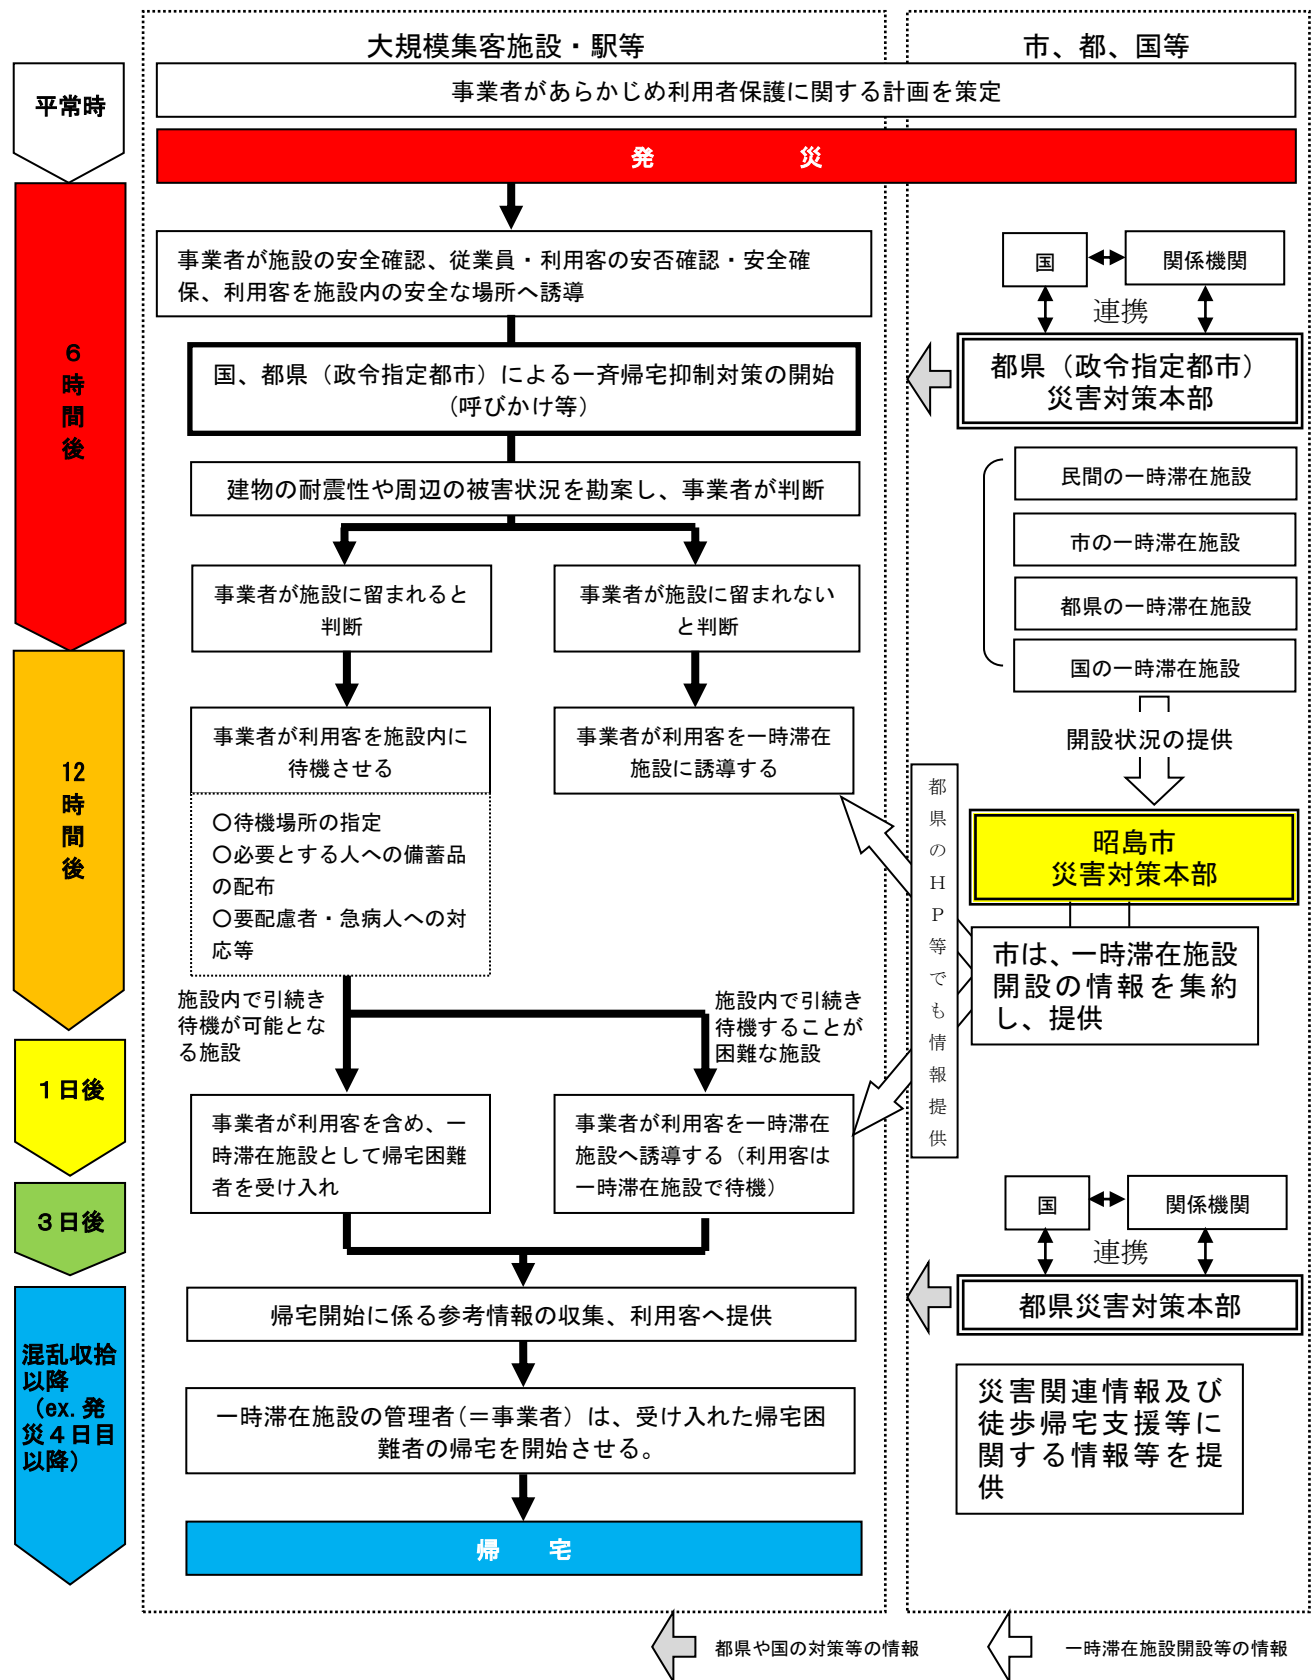 大規模集客施設・駅等
市、都、国等
平常時
事業者があらかじめ利用者保護に関する計画を策定
発　　災
6
時
間
後
事業者が施設の安全確認、従業員・利用客の安否確認・安全確
保、利用客を施設内の安全な場所へ誘導
国
関係機関
連携
国、都県（政令指定都市）による一斉帰宅抑制対策の開始
(呼びかけ等)
都県（政令指定都市）
災害対策本部
建物の耐震性や周辺の被害状況を勘案し、事業者が判断
民間の一時滞在施設
市の一時滞在施設
都県の一時滞在施設
国の一時滞在施設
事業者が施設に留まれると
判断
事業者が施設に留まれない
と判断
12
時
間
後
事業者が利用客を施設内に
待機させる
事業者が利用客を一時滞在
施設に誘導する
開設状況の提供
○待機場所の指定
○必要とする人への備蓄品
の配布
○要配慮者・急病人への対
応等
都県のＨＰ等でも情報提供
昭島市
災害対策本部
市は、一時滞在施設
開設の情報を集約
し、提供
施設内で引続き
待機が可能とな
る施設
施設内で引続き
待機することが
困難な施設
１日後
事業者が利用客を含め、一
時滞在施設として帰宅困難
者を受け入れ
事業者が利用客を一時滞在
施設へ誘導する（利用客は
一時滞在施設で待機）
３日後
国
関係機関
連携
都県災害対策本部
帰宅開始に係る参考情報の収集、利用客へ提供
混乱収拾
以降
（ex.発
災４日目
以降）
一時滞在施設の管理者(＝事業者）は、受け入れた帰宅困
難者の帰宅を開始させる。
災害関連情報及び
徒歩帰宅支援等に
関する情報等を提
供
帰　宅
都県や国の対策等の情報
一時滞在施設開設等の情報